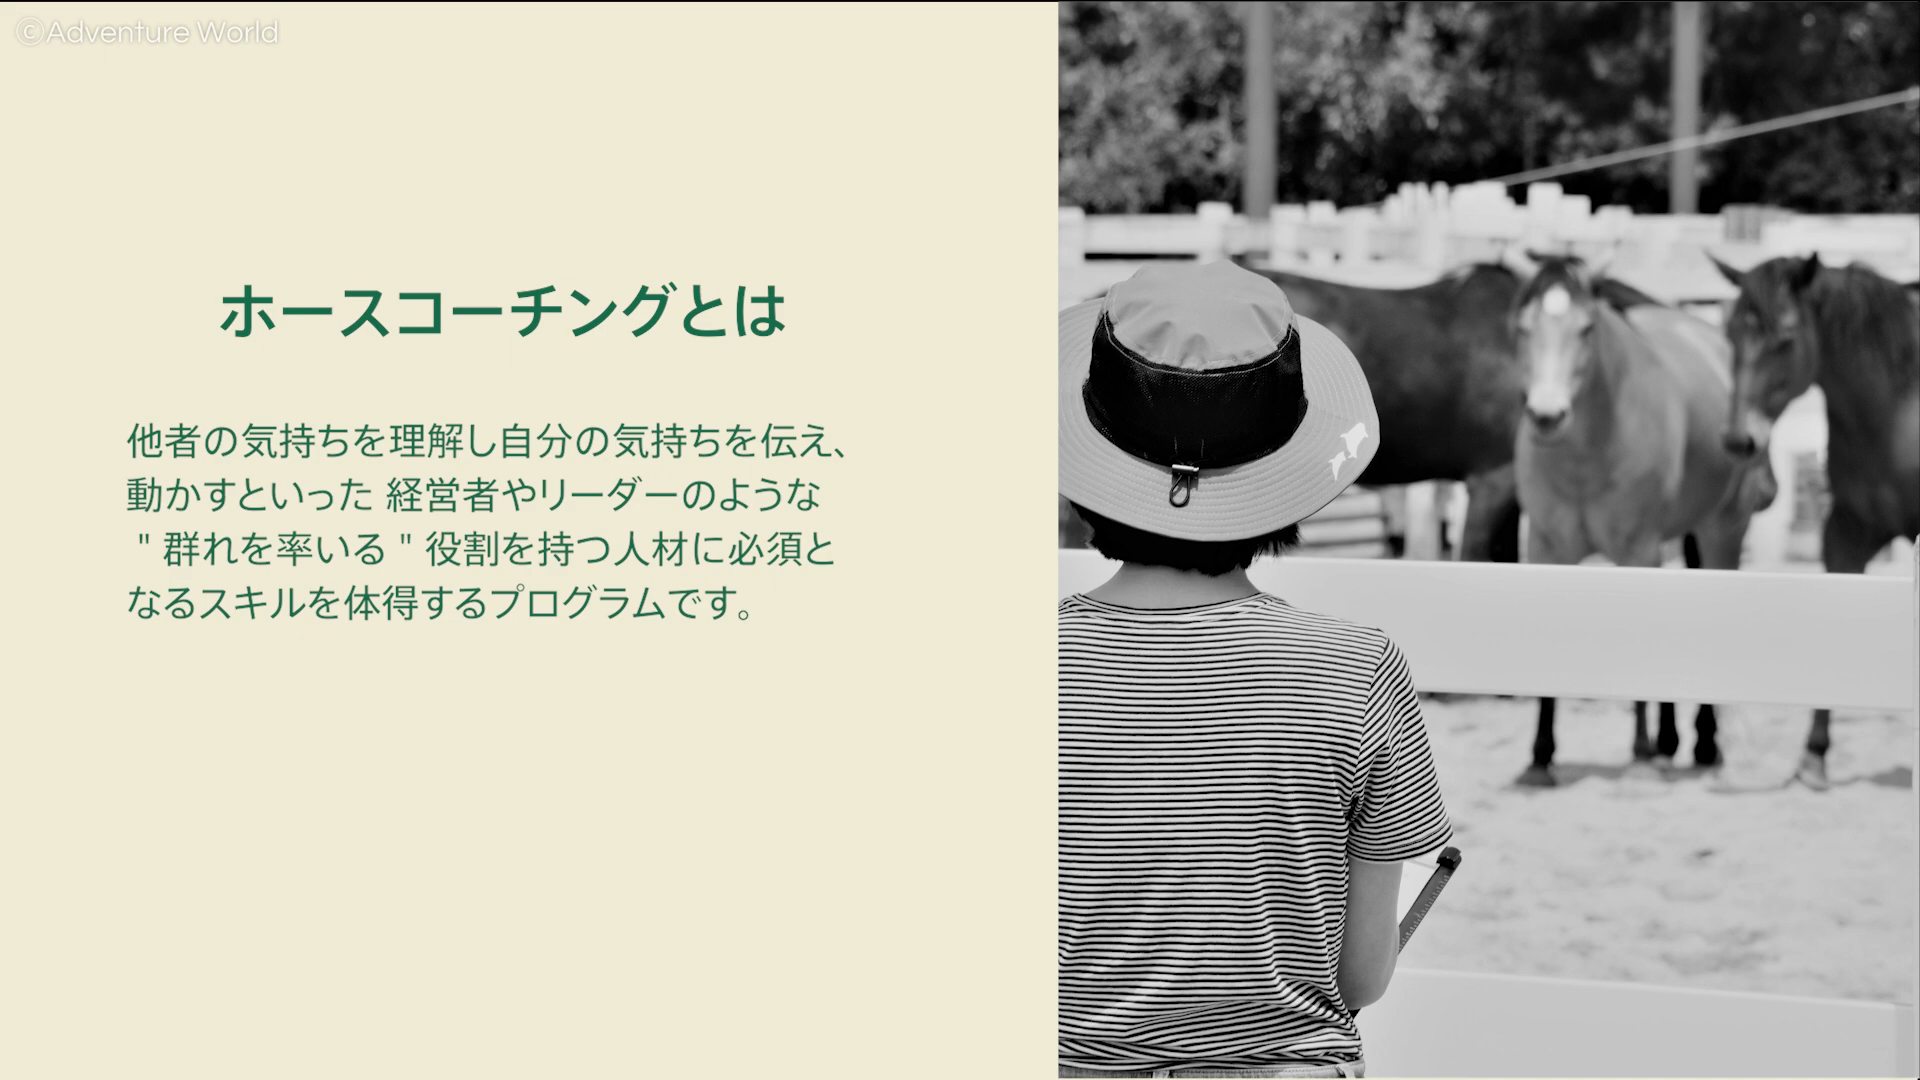 ©Adventure World
ホースコーチングとは
他者の気持ちを理解し自分の気持ちを伝え、
動かすといった 経営者やリーダーのような
" 群れを率いる " 役割を持つ人材に必須と
なるスキルを体得するプログラムです。